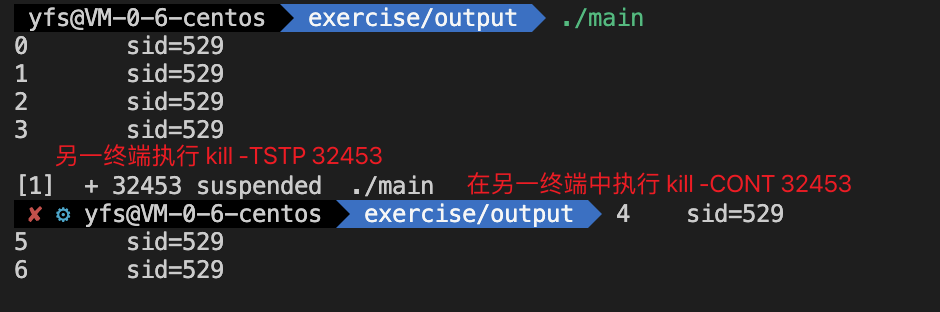 yfs@VM-0-6-centos exercise/output ./main
0 sid=529
1 sid=529
2 sid=529
3 sid=529
另一终端执行 kill -TSTP 32453
[1] + 32453 suspended ./main 在另一终端中执行 kill -CONT 32453
✘ ⚙ yfs@VM-0-6-centos exercise/output 4 sid=529
5 sid=529
6 sid=529